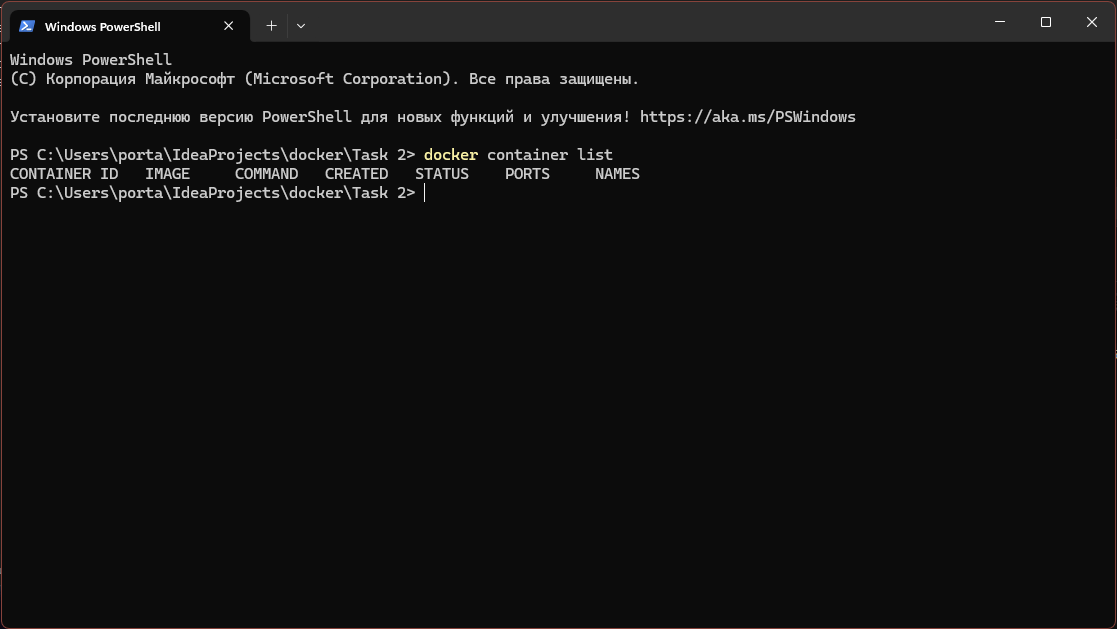 Windows PowerShell
Windows PowerShell
(C) Корпорация Майкрософт (Microsoft Corporation). Все права защищены.
Установите последнюю версию PowerShell для новых функций и улучшения! https://aka.ms/PSWindows
PS C:\Users\porta\IdeaProjects\docker\Task 2> docker container list
CONTAINER ID   IMAGE     COMMAND   CREATED   STATUS    PORTS     NAMES
PS C:\Users\porta\IdeaProjects\docker\Task 2>